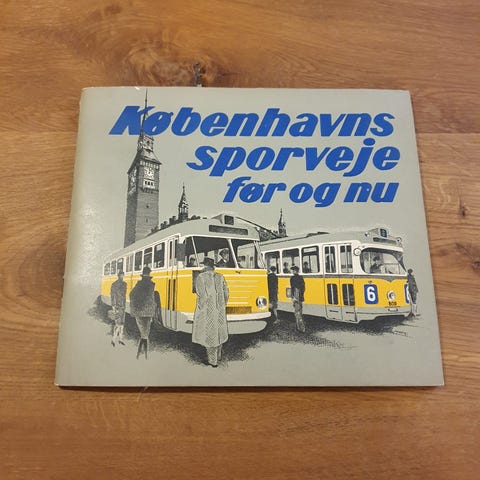 Københavns
sporveje
før og nu
6